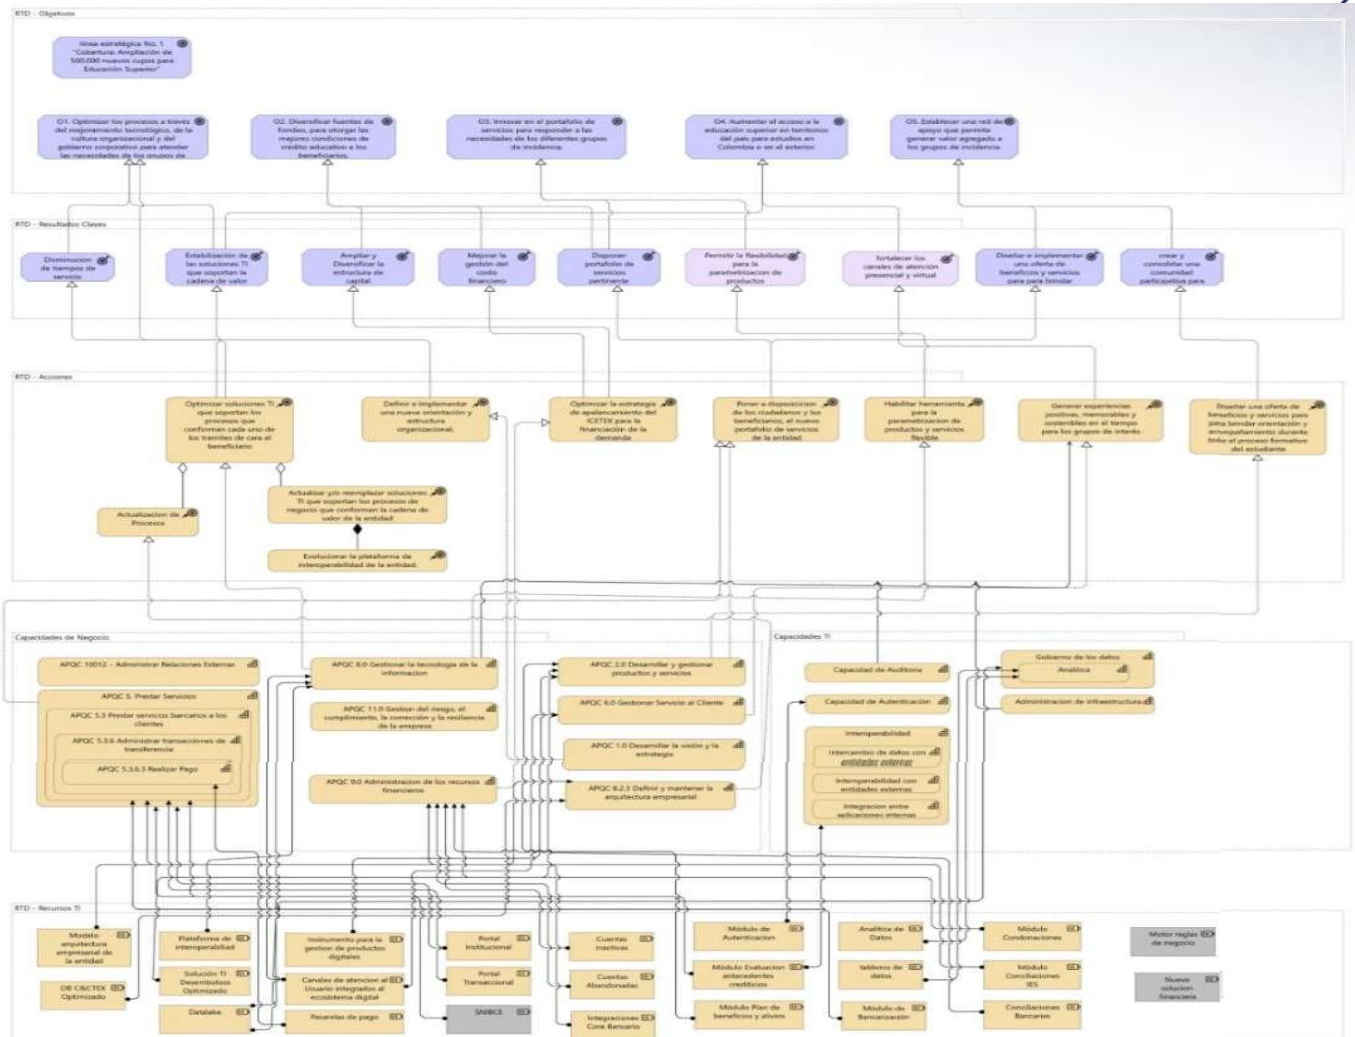 RTD - Objetivos
línea estratégica No. 1
"Cobertura: Ampliación de
500.000 nuevos cupos para
Educación Superior"
O1. Optimizar los procesos a través
del mejoramiento tecnológico, de la
cultura organizacional y del
gobierno corporativo para atender
las necesidades de los grupos de
O2. Diversificar fuentes de
fondeo, para otorgar las
mejores condiciones de
crédito educativo a los
beneficiarios.
O3. Innovar en el portafolio de
servicios para responder a las
necesidades de los diferentes grupos
de incidencia.
O4. Aumentar el acceso a la
educación superior en territorios
del país para estudios en
Colombia o en el exterior.
O5. Establecer una red de
apoyo que permita
generar valor agregado a
los grupos de incidencia.
RTD - Resultados Claves
Disminucion
de tiempos de
servicio
Estabilización de
las soluciones TI
que soportan la
cadena de valor
Ampliar y
Diversificar la
estructura de
capital
Mejorar la
gestión del
costo
financiero
Disponer
portafolio de
servicios
pertinente
Permitir la flexibilidad
para la
parametrizacion de
productos
fortalecer los
canales de atención
presencial y virtual
Diseñar e implementar
una oferta de
beneficios y servicios
para para brindar
crear y
consolidar una
comunidad
participativa para
RTD - Acciones
Optimizar soluciones TI
que soportan los
procesos que
conforman cada uno de
los tramites de cara al
beneficiario
Definir e implementar
una nueva orientación y
estructura
organizacional.
Optimizar la estrategia
de apalancamiento del
ICETEX para la
financiación de la
demanda
Poner a disposicion
de los ciudadanos y los
beneficiarios, el nuevo
portafolio de servicios
de la entidad
Habilitar herramienta
para la
parametrizacion de
productos y servicios
flexible
Generar experiencias
positivas, memorables y
sostenibles en el tiempo
para los grupos de interés
Diseñar una oferta de
beneficios y servicios
para brindar orientación y
acompañamiento durante
todo el proceso formativo
del estudiante
Actualizacion de
Procesos
Actualizar y/o reemplazar soluciones
TI que soportan los procesos de
negocio que conforman la cadena de
valor de la entidad
Evolucionar la plataforma de
interoperabilidad de la entidad.
Capacidades de Negocio
APQC 10012 - Administrar Relaciones Externas
APQC 5. Prestar Servicios
APQC 5.3 Prestar servicios bancarios a los
clientes
APQC 5.3.6 Administrar transacciones de
transferencia
APQC 5.3.6.3 Realizar Pago
APQC 8.0 Gestionar la tecnología de la
informacion
APQC 11.0 Gestion del riesgo, el
cumplimiento, la corrección y la resiliencia
de la empresa
APQC 9.0 Administracion de los recursos
financieros
APQC 2.0 Desarrollar y gestionar
productos y servicios
APQC 6.0 Gestionar Servicio al Cliente
APQC 1.0 Desarrollar la visión y la
estrategia
APQC 8.2.3 Definir y mantener la
arquitectura empresarial
Capacidades TI
Capacidad de Auditoría
Capacidad de Autenticación
Interoperabilidad
Intercambio de datos con
entidades externas
Interoperabilidad con
entidades externas
Integracion entre
aplicaciones internas
Gobierno de los datos
Analítica
Administracion de infraestructura
RTD - Recursos TI
Modelo
arquitectura
empresarial de
la entidad
Plataforma de
interoperabiliad
Instrumento para la
gestion de productos
digitales
Portal
Institucional
Cuentas
inactivas
Módulo de
Autenticacion
Analítica de
Datos
Módulo
Condonaciones
Motor reglas
de negocio
DB C&CTEX
Optimizado
Solución TI
Desembolsos
Optimizado
Canales de atencion al
Usuario integrados al
ecosistema digital
Portal
Transaccional
Cuentas
Abandonadas
Módulo Evaluacion
antecedentes
crediticios
tableros de
datos
Módulo
Conciliaciones
IES
Nueva
solucion
financiera
Datalake
Pasarelas de pago
SNIBCE
Integraciones
Core Bancario
Módulo Plan de
beneficios y alivios
Módulo de
Bancarización
Conciliaciones
Bancarias